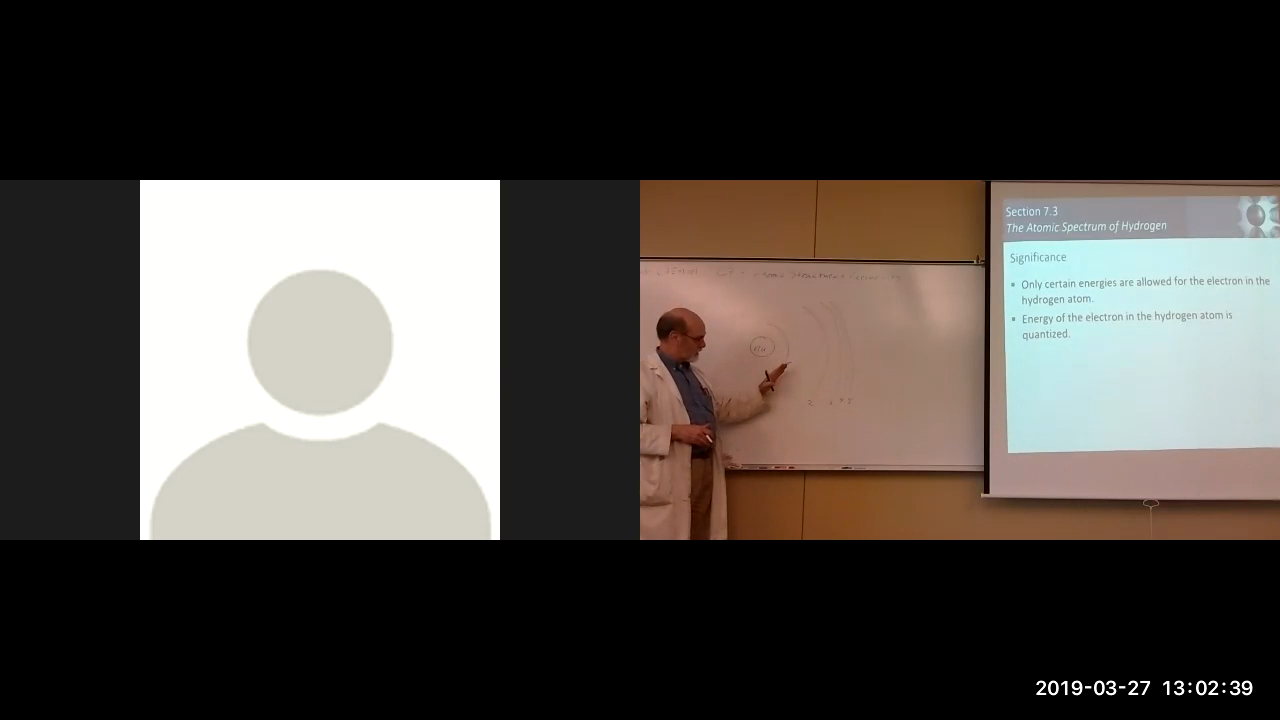 Section 7.3
The Atomic Spectrum of Hydrogen
Significance
Only certain energies are allowed for the electron in the
hydrogen atom.
Energy of the electron in the hydrogen atom is
quantized.
2
2019-03-27 13:02:39